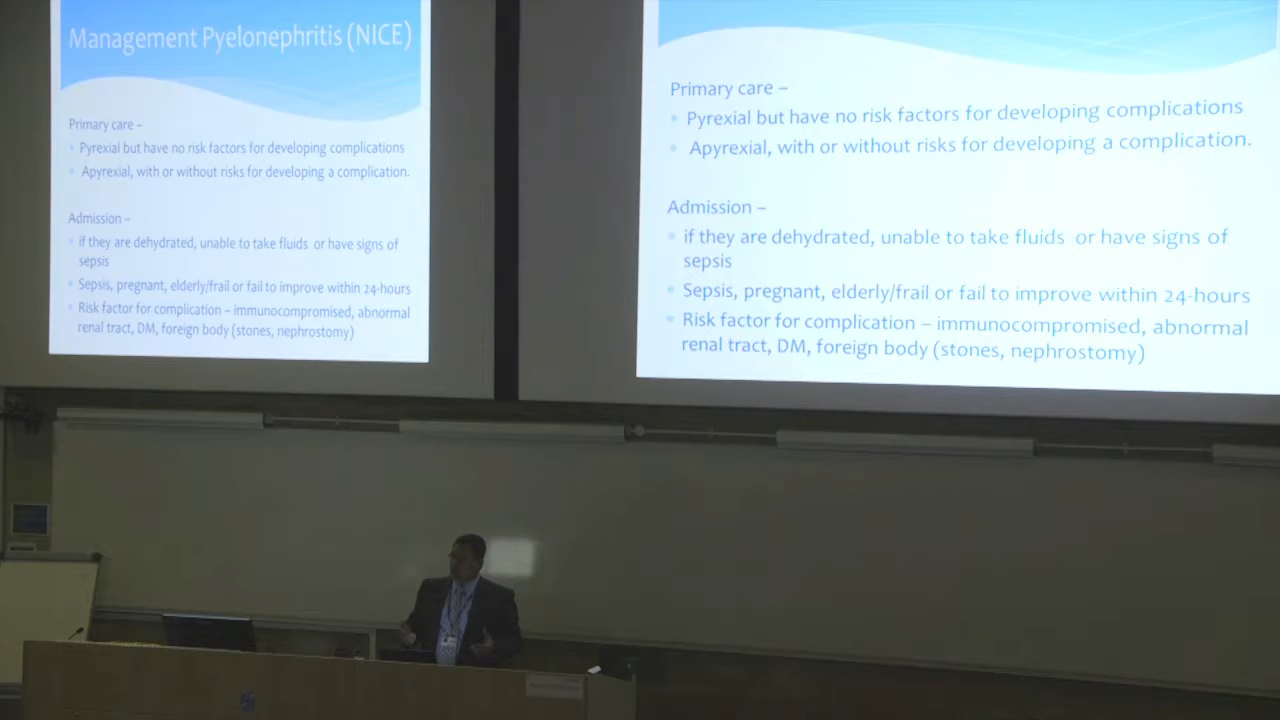 Management Pyelonephritis (NICE)
Primary care –
Pyrexial but have no risk factors for developing complications
Apyrexial, with or without risks for developing a complication.
Admission –
if they are dehydrated, unable to take fluids or have signs of
sepsis
Sepsis, pregnant, elderly/frail or fail to improve within 24-hours
Risk factor for complication – immunocompromised, abnormal
renal tract, DM, foreign body (stones, nephrostomy)
Primary care –
Pyrexial but have no risk factors for developing complications
Apyrexial, with or without risks for developing a complication.
Admission –
if they are dehydrated, unable to take fluids or have signs of
sepsis
Sepsis, pregnant, elderly/frail or fail to improve within 24-hours
Risk factor for complication – immunocompromised, abnormal
renal tract, DM, foreign body (stones, nephrostomy)